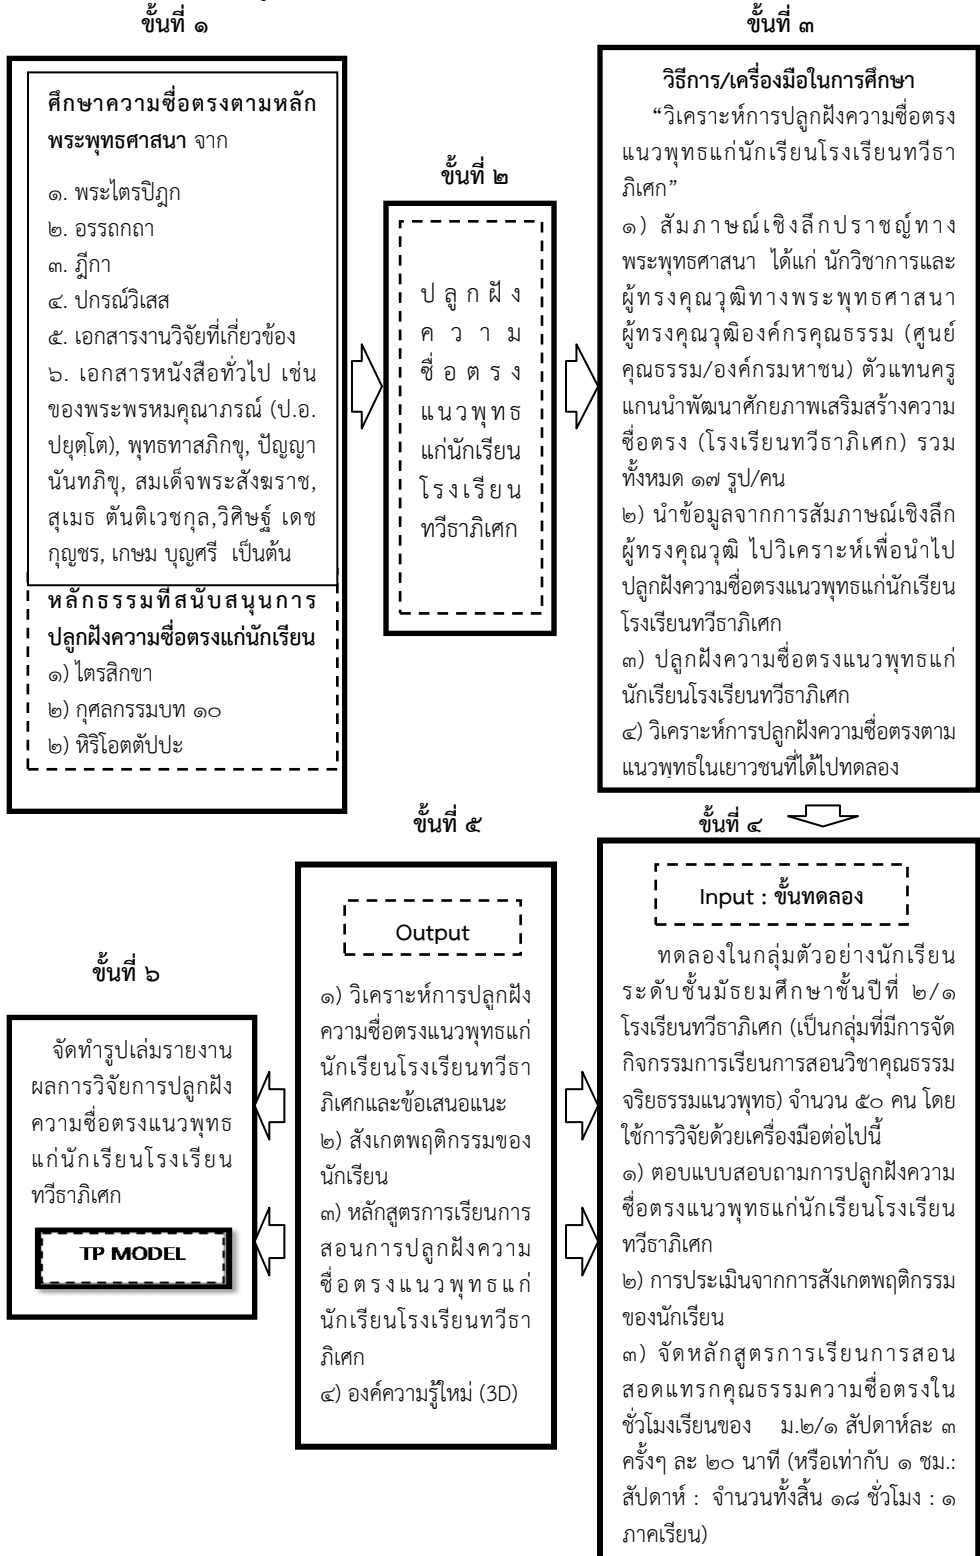 ขั้นที่ ๑
ศึกษาความซื่อตรงตามหลัก
พระพุทธศาสนา จาก
๑. พระไตรปิฎก
๒. อรรถกถา
๓. ฎีกา
๔. ปกรณ์วิเสส
๕. เอกสารงานวิจัยที่เกี่ยวข้อง
๖. เอกสารหนังสือทั่วไป เช่น
ของพระพรหมคุณาภรณ์ (ป.อ.
ปยุตฺโต), พุทธทาสภิกขุ, ปัญญา
นันทภิขุ, สมเด็จพระสังฆราช,
สุเมธ ตันติเวชกุล,วิศิษฐ์ เดช
กุญชร, เกษม บุญศรี เป็นต้น
หลักธรรมที่สนับสนุนการ
ปลูกฝังความซื่อตรงแก่นักเรียน
๑) ไตรสิกขา
๒) กุศลกรรมบท ๑๐
๒) หิริโอตตัปปะ
ขั้นที่ ๒
ปลูกฝัง
ความ
ซื่อตรง
แนวพุทธ
แก่นักเรียน
โรงเรียน
ทวีธาภิเศก
ขั้นที่ ๓
วิธีการ/เครื่องมือในการศึกษา
“วิเคราะห์การปลูกฝังความซื่อตรง
แนวพุทธแก่นักเรียนโรงเรียนทวีธา
ภิเศก”
๑) สัมภาษณ์เชิงลึกปราชญ์ทาง
พระพุทธศาสนา ได้แก่ นักวิชาการและ
ผู้ทรงคุณวุฒิทางพระพุทธศาสนา
ผู้ทรงคุณวุฒิองค์กรคุณธรรม (ศูนย์
คุณธรรม/องค์กรมหาชน) ตัวแทนครู
แกนนำพัฒนาศักยภาพเสริมสร้างความ
ซื่อตรง (โรงเรียนทวีธาภิเศก) รวม
ทั้งหมด ๑๗ รูป/คน
๒) นำข้อมูลจากการสัมภาษณ์เชิงลึก
ผู้ทรงคุณวุฒิ ไปวิเคราะห์เพื่อนำไป
ปลูกฝังความซื่อตรงแนวพุทธแก่นักเรียน
โรงเรียนทวีธาภิเศก
๓) ปลูกฝังความซื่อตรงแนวพุทธแก่
นักเรียนโรงเรียนทวีธาภิเศก
๔) วิเคราะห์การปลูกฝังความซื่อตรงตาม
แนวพุทธในเยาวชนที่ได้ไปทดลอง
ขั้นที่ ๔
Input : ขั้นทดลอง
ทดลองในกลุ่มตัวอย่างนักเรียน
ระดับชั้นมัธยมศึกษาชั้นปีที่ ๒/๑
โรงเรียนทวีธาภิเศก (เป็นกลุ่มที่มีการจัด
กิจกรรมการเรียนการสอนวิชาคุณธรรม
จริยธรรมแนวพุทธ) จำนวน ๕๐ คน โดย
ใช้การวิจัยด้วยเครื่องมือต่อไปนี้
๑) ตอบแบบสอบถามการปลูกฝังความ
ซื่อตรงแนวพุทธแก่นักเรียนโรงเรียน
ทวีธาภิเศก
๒) การประเมินจากการสังเกตพฤติกรรม
ของนักเรียน
๓) จัดหลักสูตรการเรียนการสอน
สอดแทรกคุณธรรมความซื่อตรงใน
ชั่วโมงเรียนของ ม.๒/๑ สัปดาห์ละ ๓
ครั้งๆ ละ ๒๐ นาที (หรือเท่ากับ ๑ ชม.:
สัปดาห์ : จำนวนทั้งสิ้น ๑๘ ชั่วโมง : ๑
ภาคเรียน)
ขั้นที่ ๕
Output
๑) วิเคราะห์การปลูกฝัง
ความซื่อตรงแนวพุทธแก่
นักเรียนโรงเรียนทวีธา
ภิเศกและข้อเสนอแนะ
๒) สังเกตพฤติกรรมของ
นักเรียน
๓) หลักสูตรการเรียนการ
สอนการปลูกฝังความ
ซื่อตรงแนวพุทธแก่
นักเรียนโรงเรียนทวีธา
ภิเศก
๔) องค์ความรู้ใหม่ (3D)
ขั้นที่ ๖
จัดทำรูปเล่มรายงาน
ผลการวิจัยการปลูกฝัง
ความซื่อตรงแนวพุทธ
แก่นักเรียนโรงเรียน
ทวีธาภิเศก
TP MODEL